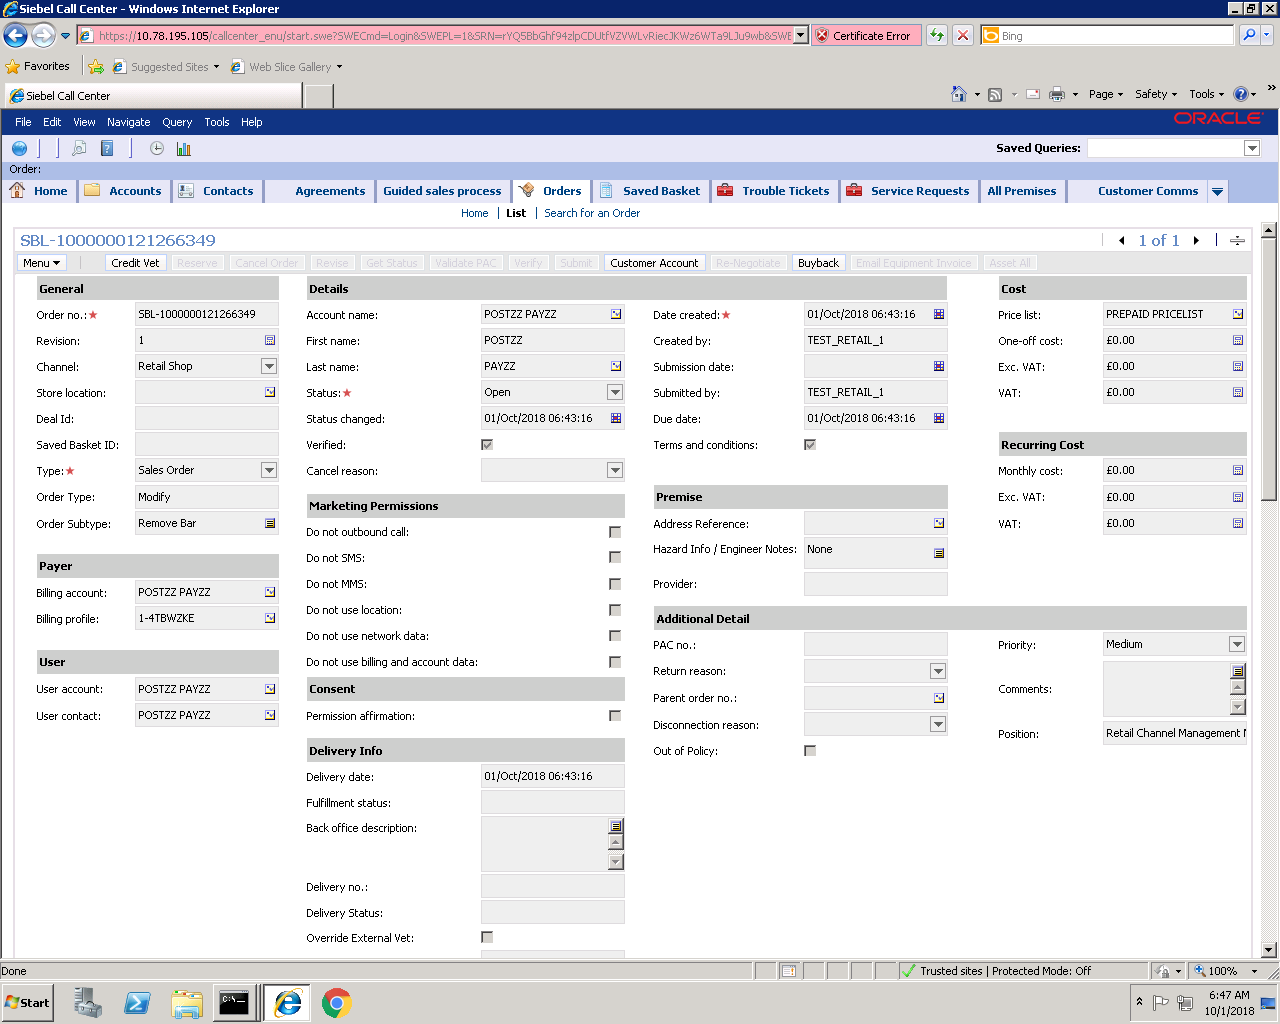 Siebel Call Center - Windows Internet Explorer
https://10.78.195.105/callcenter_enu/start.swe?SWECmd=Login&SWEPL=1&SRN=
Certificate Error
Bing
Favorites
Suggested Sites
Web Slice Gallery
Siebel Call Center
Page
Safety
Tools
File Edit View Navigate Query Tools Help
ORACLE
Saved Queries:
Order:
Home
Accounts
Contacts
Agreements
Guided sales process
Orders
Saved Basket
Trouble Tickets
Service Requests
All Premises
Customer Comms
Home | List | Search for an Order
SBL-1000000121266349
1 of 1
Menu
Credit Vet
Reserve
Cancel Order
Revise
Get Status
Validate PAC
Verify
Submit
Customer Account
Re-Negotiate
Buyback
Email Equipment Invoice
Asset All
General
Order no.:★ SBL-1000000121266349
Revision: 1
Channel: Retail Shop
Store location:
Deal Id:
Saved Basket ID:
Type:★ Sales Order
Order Type: Modify
Order Subtype: Remove Bar
Payer
Billing account: POSTZZ PAYZZ
Billing profile: 1-4TBWZKE
User
User account: POSTZZ PAYZZ
User contact: POSTZZ PAYZZ
Details
Account name: POSTZZ PAYZZ
First name: POSTZZ
Last name: PAYZZ
Status:★ Open
Status changed: 01/Oct/2018 06:43:16
Verified:
Cancel reason:
Marketing Permissions
Do not outbound call:
Do not SMS:
Do not MMS:
Do not use location:
Do not use network data:
Do not use billing and account data:
Consent
Permission affirmation:
Delivery Info
Delivery date: 01/Oct/2018 06:43:16
Fulfillment status:
Back office description:
Delivery no.:
Delivery Status:
Override External Vet:
Date created:★ 01/Oct/2018 06:43:16
Created by: TEST_RETAIL_1
Submission date:
Submitted by: TEST_RETAIL_1
Due date: 01/Oct/2018 06:43:16
Terms and conditions:
Premise
Address Reference:
Hazard Info / Engineer Notes: None
Provider:
Additional Detail
PAC no.:
Return reason:
Parent order no.:
Disconnection reason:
Out of Policy:
Priority: Medium
Comments:
Position: Retail Channel Management
Cost
Price list: PREPAID PRICELIST
One-off cost: £0.00
Exc. VAT: £0.00
VAT: £0.00
Recurring Cost
Monthly cost: £0.00
Exc. VAT: £0.00
VAT: £0.00
Done
Trusted sites | Protected Mode: Off
100%
Start
6:47 AM
10/1/2018